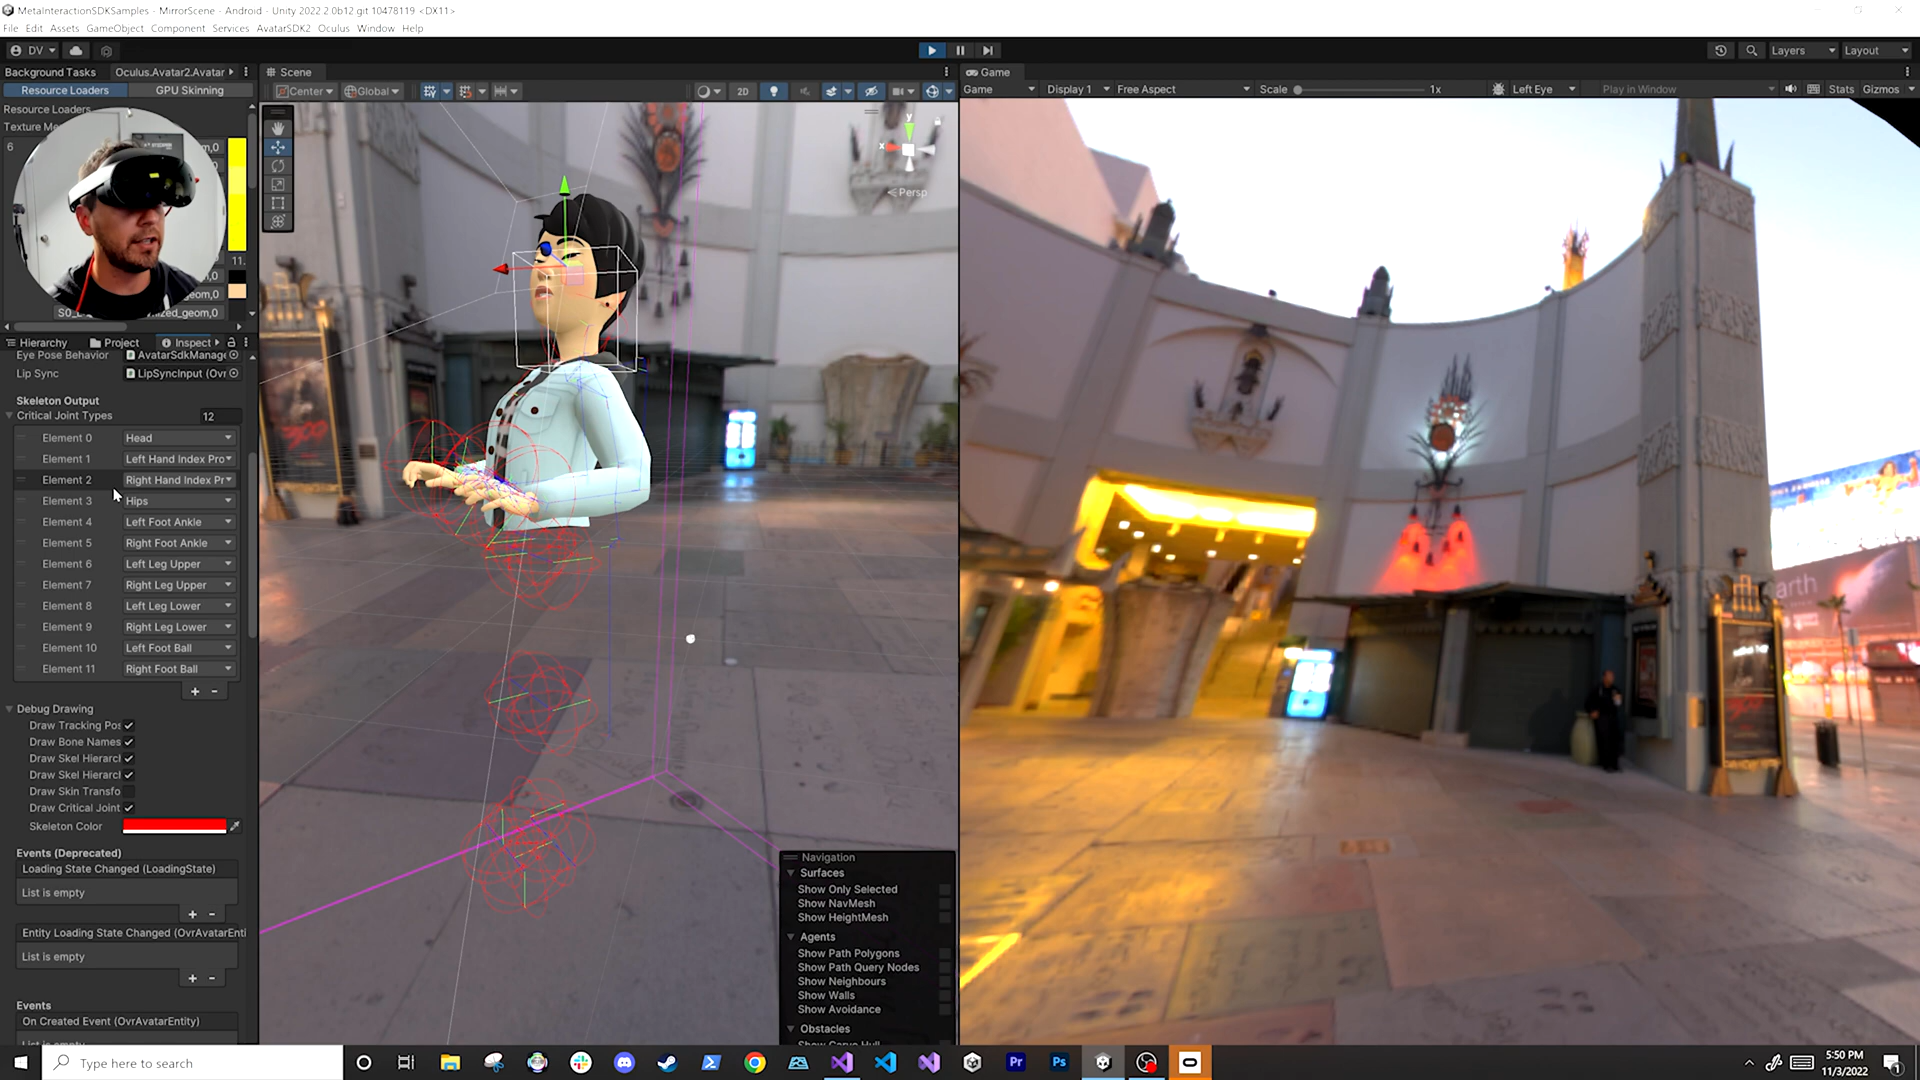 MetaInteractionSDKSamples - MirrorScene - Android - Unity 2022 2.0b12.git 10478119 <DX11>
File Edit Assets GameObject Component Services AvatarSDK2 Oculus Window Help
DV
Layers
Layout
Background Tasks
Oculus.Avatar2.Avatar
Scene
Game
Resource Loaders
GPU Skinning
Center
Global
2D
Game
Display 1
Free Aspect
Scale
1x
Left Eye
Play in Window
Stats
Gizmos
Resource Loaders
Texture Me
6
y
x
Persp
Hierarchy
Project
Inspect
Eye Pose Behavior
AvatarSdkManage
Lip Sync
LipSyncInput (Ovr
Skeleton Output
Critical Joint Types
12
Element 0
Head
Element 1
Left Hand Index Pro
Element 2
Right Hand Index Pr
Element 3
Hips
Element 4
Left Foot Ankle
Element 5
Right Foot Ankle
Element 6
Left Leg Upper
Element 7
Right Leg Upper
Element 8
Left Leg Lower
Element 9
Right Leg Lower
Element 10
Left Foot Ball
Element 11
Right Foot Ball
Debug Drawing
Draw Tracking Pos
Draw Bone Names
Draw Skel Hierarcl
Draw Skel Hierarcl
Draw Skin Transfo
Draw Critical Joint
Skeleton Color
Events (Deprecated)
Loading State Changed (LoadingState)
List is empty
Entity Loading State Changed (OvrAvatarEnti
List is empty
Events
On Created Event (OvrAvatarEntity)
Navigation
Surfaces
Show Only Selected
Show NavMesh
Show HeightMesh
Agents
Show Path Polygons
Show Path Query Nodes
Show Neighbours
Show Walls
Show Avoidance
Obstacles
earth
Type here to search
Pr
Ps
5:50 PM
11/3/2022
1